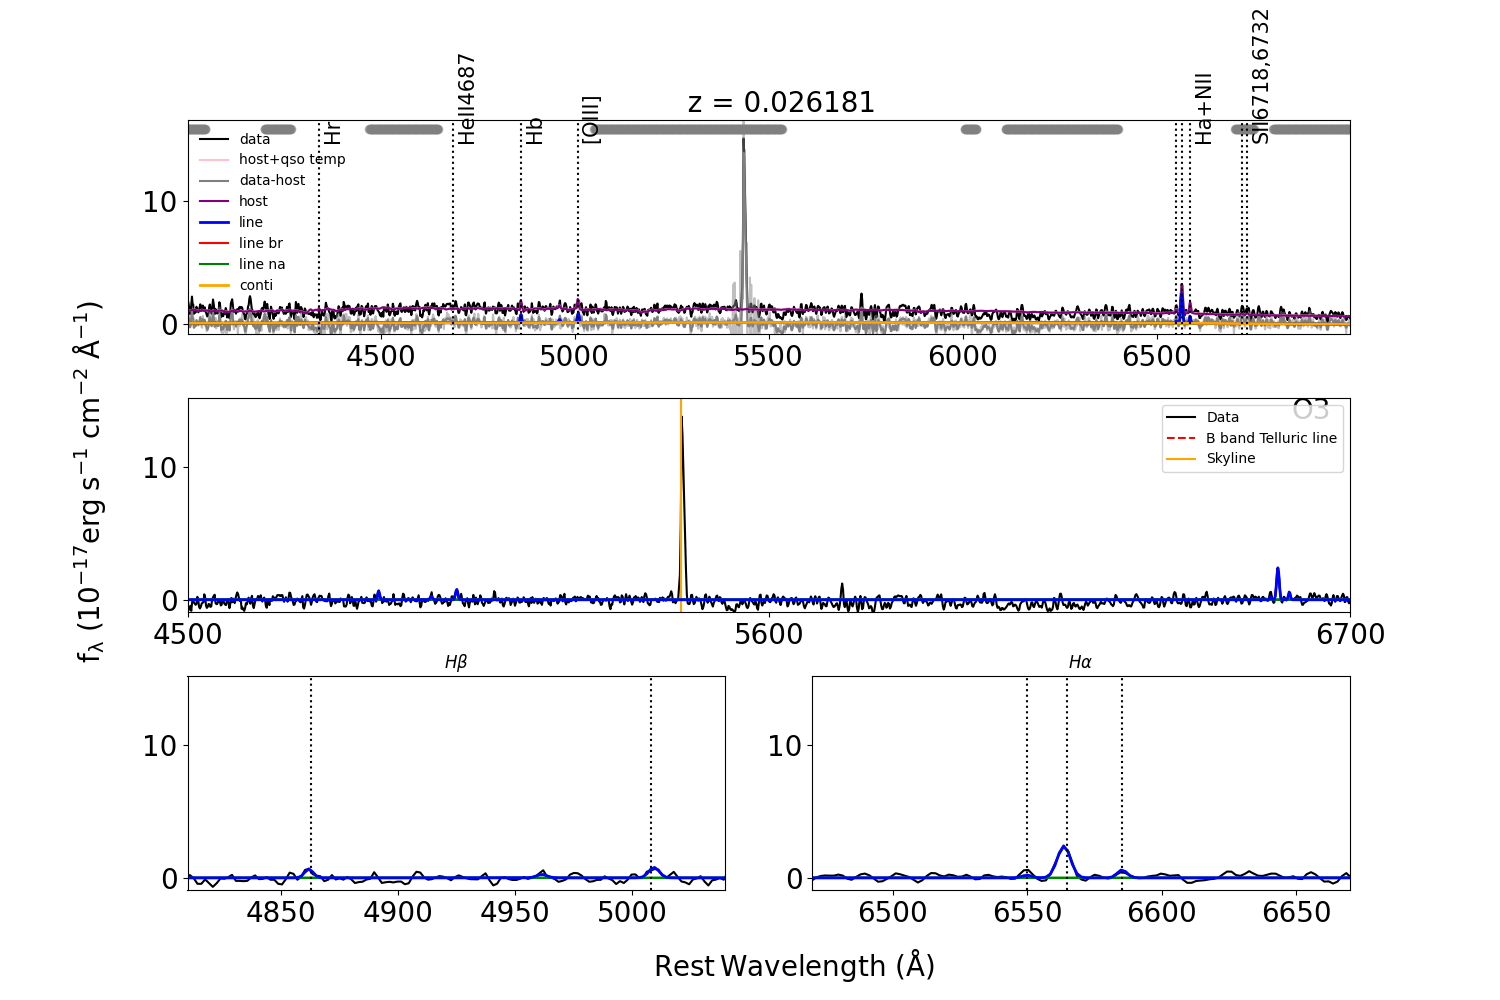 z = 0.026181
Hr
HeII4687
Hb
[OIII]
Ha+NII
SII6718,6732
data
host+qso temp
data-host
host
line
line br
line na
conti
10
0
4500
5000
5500
6000
6500
O3
Data
B band Telluric line
Skyline
10
0
4500
5600
6700
fλ (10⁻¹⁷erg s⁻¹ cm⁻² Å⁻¹)
Hβ
10
0
4850
4900
4950
5000
Hα
10
0
6500
6550
6600
6650
Rest Wavelength (Å)